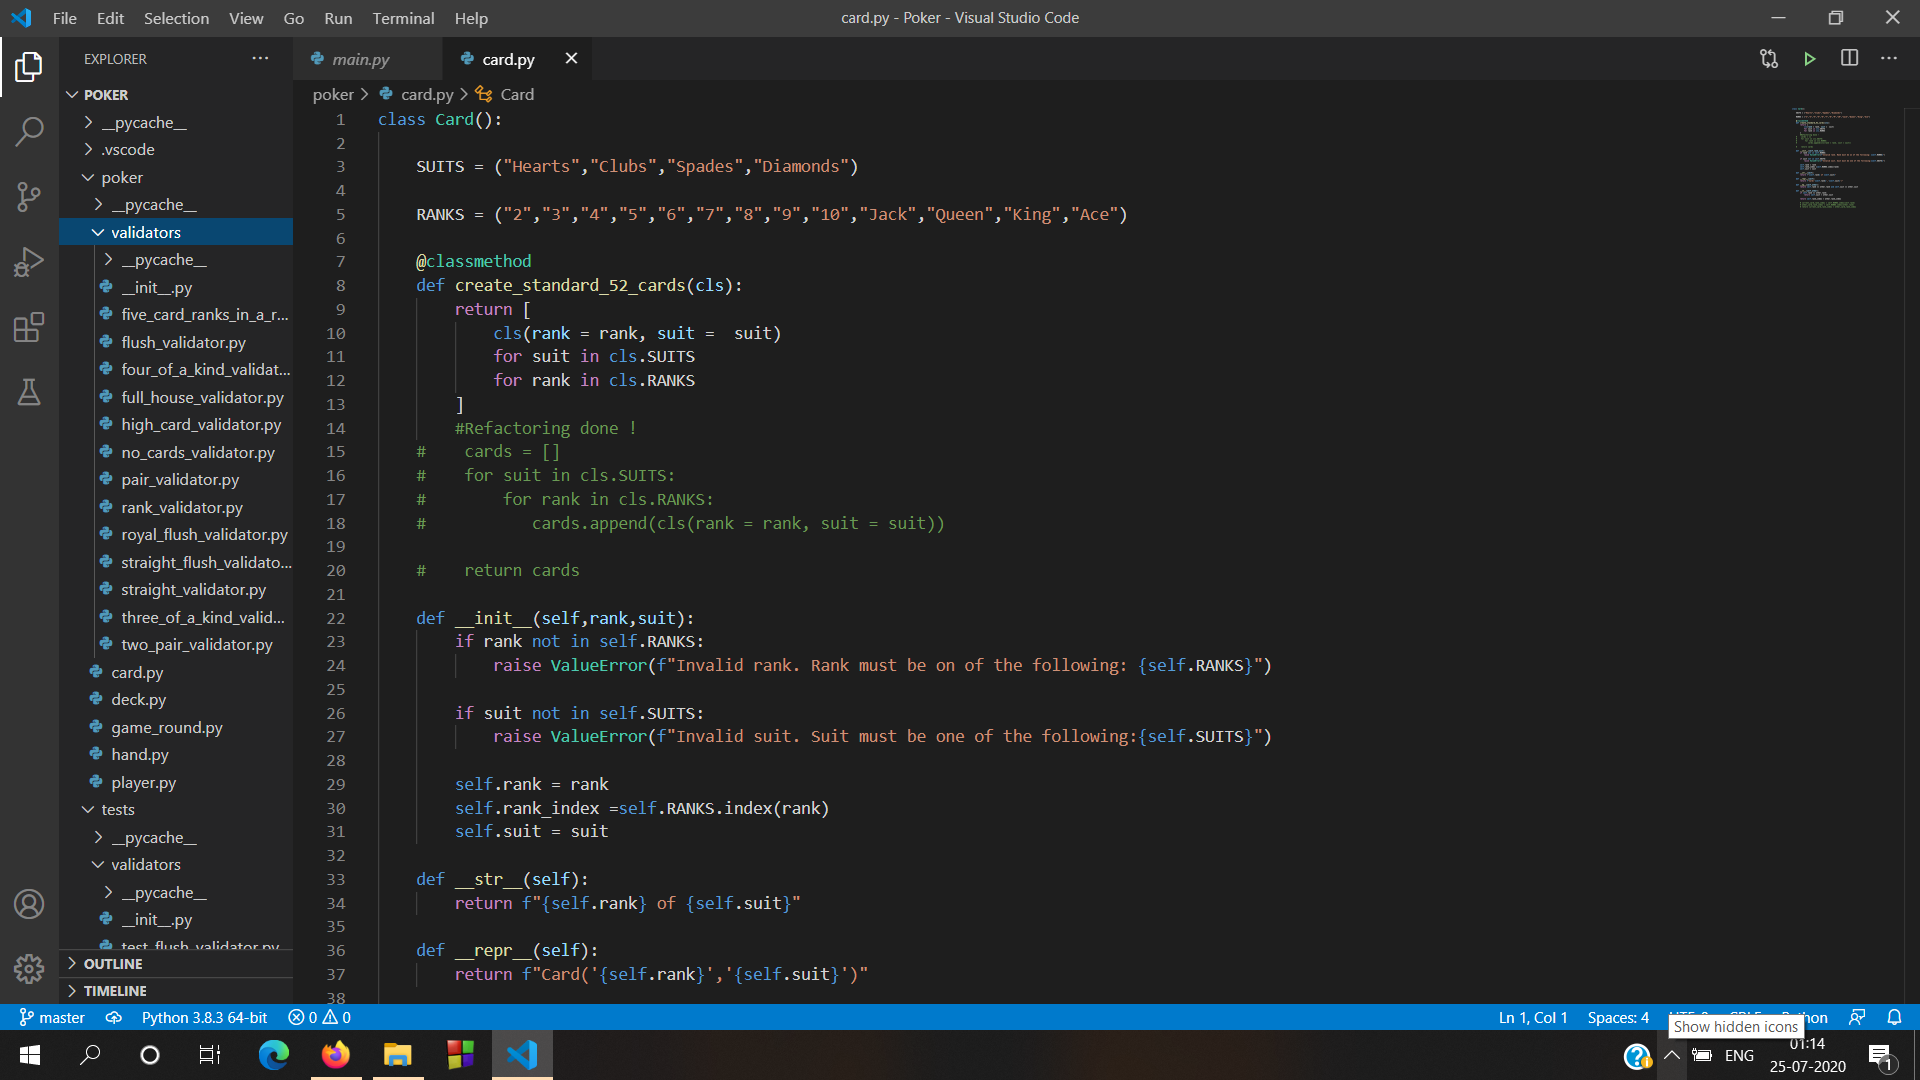 File Edit Selection View Go Run Terminal Help
card.py - Poker - Visual Studio Code
EXPLORER
main.py
card.py
POKER
__pycache__
.vscode
poker
__pycache__
validators
__pycache__
__init__.py
five_card_ranks_in_a_r...
flush_validator.py
four_of_a_kind_validat...
full_house_validator.py
high_card_validator.py
no_cards_validator.py
pair_validator.py
rank_validator.py
royal_flush_validator.py
straight_flush_validato...
straight_validator.py
three_of_a_kind_valid...
two_pair_validator.py
card.py
deck.py
game_round.py
hand.py
player.py
tests
__pycache__
validators
__pycache__
__init__.py
test_flush_validator.py
OUTLINE
TIMELINE
poker > card.py > Card
1 class Card():
2
3 SUITS = ("Hearts","Clubs","Spades","Diamonds")
4
5 RANKS = ("2","3","4","5","6","7","8","9","10","Jack","Queen","King","Ace")
6
7 @classmethod
8 def create_standard_52_cards(cls):
9 return [
10 cls(rank = rank, suit =  suit)
11 for suit in cls.SUITS
12 for rank in cls.RANKS
13 ]
14 #Refactoring done !
15 #    cards = []
16 #    for suit in cls.SUITS:
17 #        for rank in cls.RANKS:
18 #           cards.append(cls(rank = rank, suit = suit))
19
20 #    return cards
21
22 def __init__(self,rank,suit):
23 if rank not in self.RANKS:
24 raise ValueError(f"Invalid rank. Rank must be on of the following: {self.RANKS}")
25
26 if suit not in self.SUITS:
27 raise ValueError(f"Invalid suit. Suit must be one of the following:{self.SUITS}")
28
29 self.rank = rank
30 self.rank_index =self.RANKS.index(rank)
31 self.suit = suit
32
33 def __str__(self):
34 return f"{self.rank} of {self.suit}"
35
36 def __repr__(self):
37 return f"Card('{self.rank}','{self.suit}')"
38
master Python 3.8.3 64-bit 0 0
Ln 1, Col 1 Spaces: 4 Python
Show hidden icons
ENG
01:14
25-07-2020
1